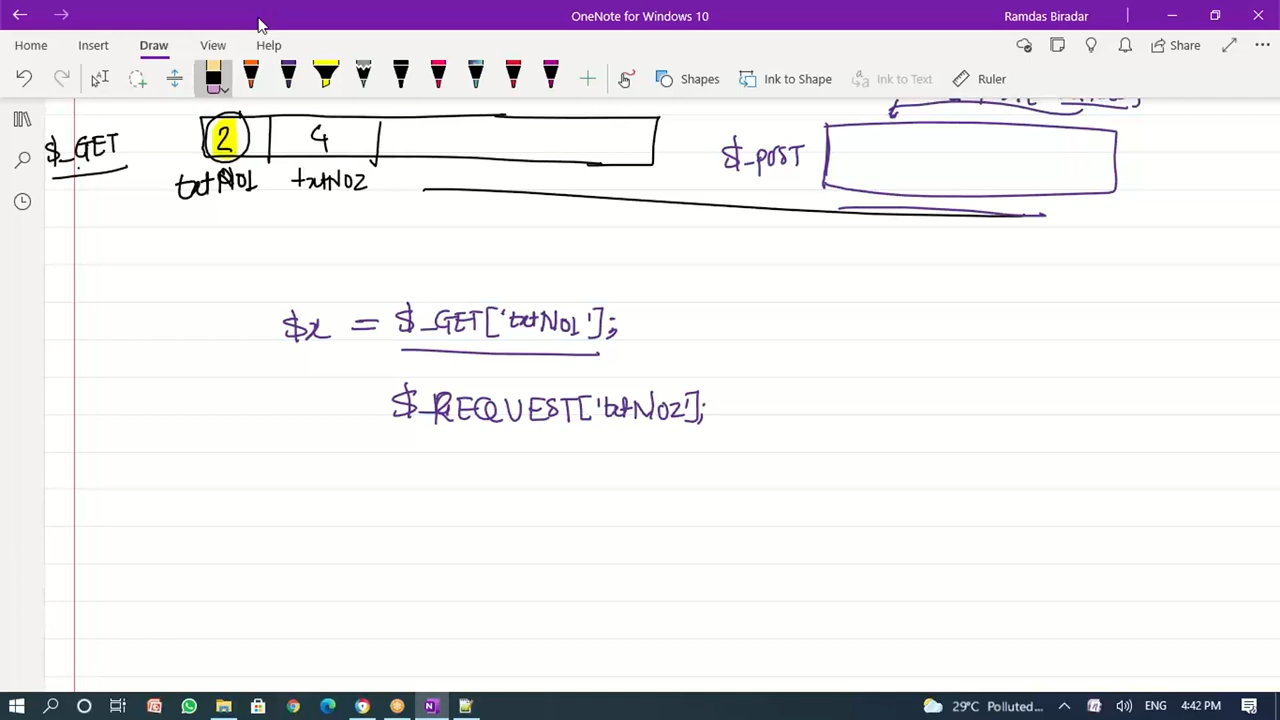 OneNote for Windows 10
Ramdas Biradar
Home Insert Draw View Help
Share
Shapes
Ink to Shape
Ink to Text
Ruler
$_GET
2 4
txtNO1 txtNO2
$_POST
$x = $_GET['txtNO1'];
$_REQUEST['txtNO2'];
29°C Polluted...
ENG
4:42 PM